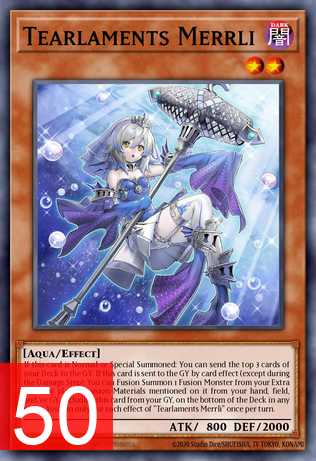 Tearlaments Merrli
DARK
闇
[Aqua/Effect]
If this card is Normal or Special Summoned: You can send the top 3 cards of
your Deck to the GY. If this card is sent to the GY by card effect (except during
the Damage Step): You can Fusion Summon 1 Fusion Monster from your Extra
Fusion Materials mentioned on it from your hand, field,
this card from your GY, on the bottom of the Deck in any
each effect of "Tearlaments Merrli" once per turn.
50
ATK/ 800 DEF/2000
©2020 Studio Dice/SHUEISHA, TV TOKYO, KONAMI